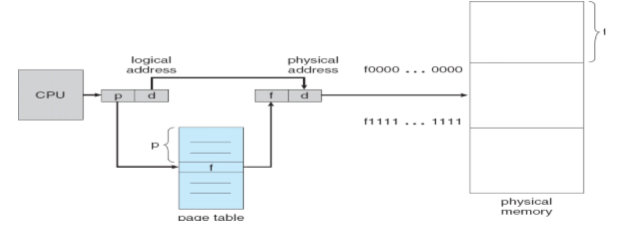 logical
address
physical
address
f0000 ... 0000
f
CPU
p d
f d
f1111 ... 1111
p
f
page table
physical
memory